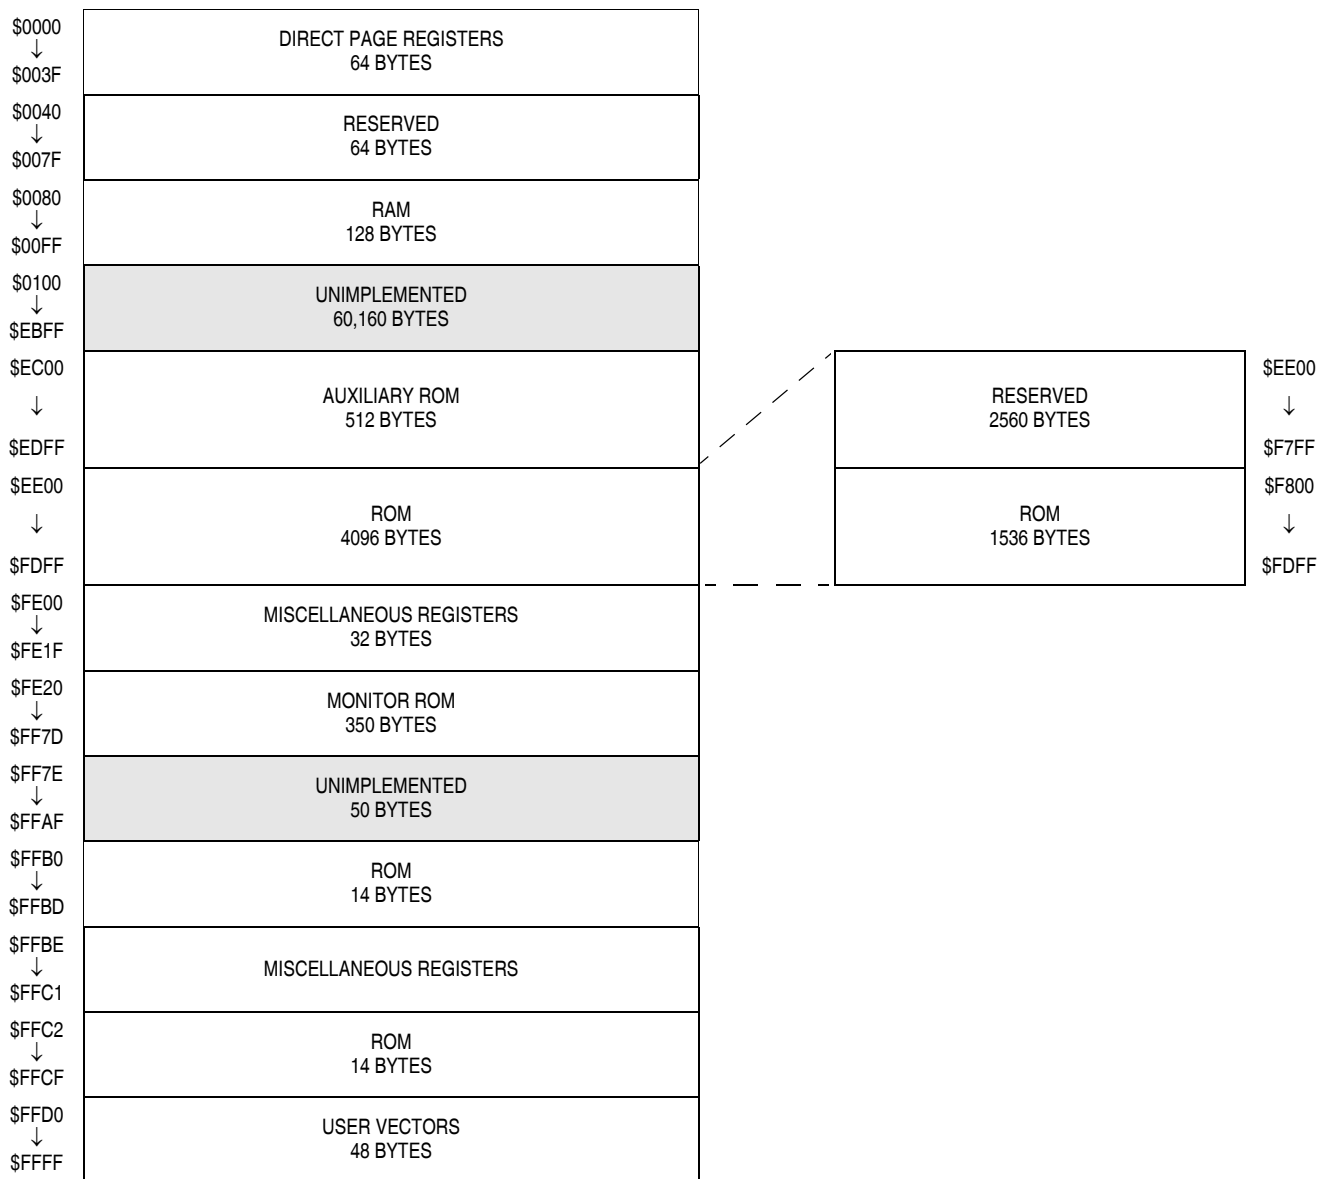 $0000
↓
$003F
DIRECT PAGE REGISTERS
64 BYTES
$0040
↓
$007F
RESERVED
64 BYTES
$0080
↓
$00FF
RAM
128 BYTES
$0100
↓
$EBFF
UNIMPLEMENTED
60,160 BYTES
$EC00
↓
$EDFF
AUXILIARY ROM
512 BYTES
$EE00
↓
$FDFF
ROM
4096 BYTES
RESERVED
2560 BYTES
$EE00
↓
$F7FF
ROM
1536 BYTES
$F800
↓
$FDFF
$FE00
↓
$FE1F
MISCELLANEOUS REGISTERS
32 BYTES
$FE20
↓
$FF7D
MONITOR ROM
350 BYTES
$FF7E
↓
$FFAF
UNIMPLEMENTED
50 BYTES
$FFB0
↓
$FFBD
ROM
14 BYTES
$FFBE
↓
$FFC1
MISCELLANEOUS REGISTERS
$FFC2
↓
$FFCF
ROM
14 BYTES
$FFD0
↓
$FFFF
USER VECTORS
48 BYTES